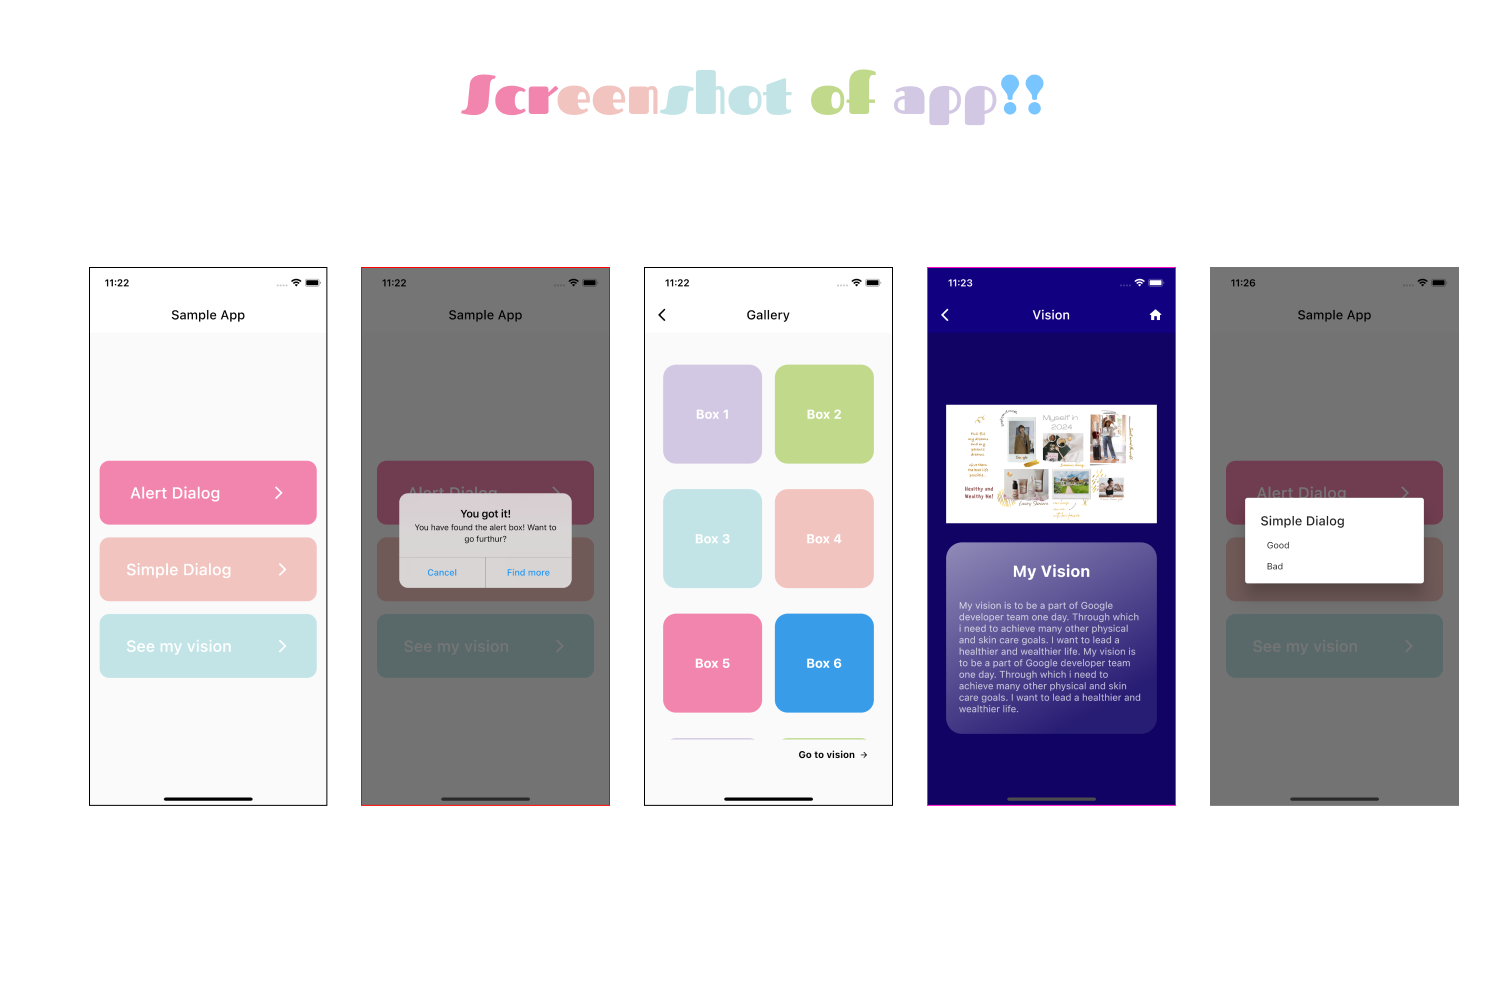 Screenshot of app!!
11:22
Sample App
Alert Dialog
Simple Dialog
See my vision
11:22
Sample App
Alert Dialog
You got it!
You have found the alert box! Want to
go furthur?
Cancel
Find more
See my vision
11:22
Gallery
Box 1
Box 2
Box 3
Box 4
Box 5
Box 6
Go to vision
11:23
Vision
Myself in
2024
Healthy and
Wealthy Me!
My Vision
My vision is to be a part of Google
developer team one day. Through which
i need to achieve many other physical
and skin care goals. I want to lead a
healthier and wealthier life. My vision is
to be a part of Google developer team
one day. Through which i need to
achieve many other physical and skin
care goals. I want to lead a healthier and
wealthier life.
11:26
Sample App
Alert Dialog
Simple Dialog
Good
Bad
See my vision